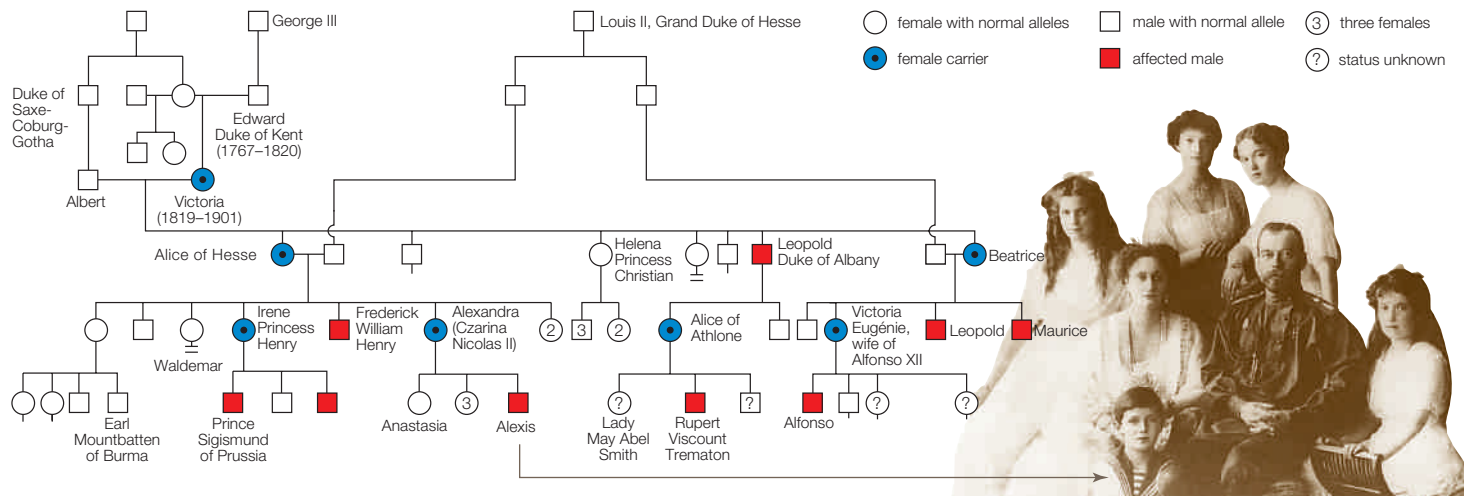 George III
Louis II, Grand Duke of Hesse
female with normal alleles
male with normal allele
3
three females
female carrier
affected male
?
status unknown
Duke of
Saxe-
Coburg-
Gotha
Edward
Duke of Kent
(1767–1820)
Albert
Victoria
(1819–1901)
Alice of Hesse
Helena
Princess
Christian
Leopold
Duke of Albany
Beatrice
Waldemar
Irene
Princess
Henry
Frederick
William
Henry
Alexandra
(Czarina
Nicolas II)
2
3
2
Alice of
Athlone
Victoria
Eugénie,
wife of
Alfonso XII
Leopold
Maurice
Earl
Mountbatten
of Burma
Prince
Sigismund
of Prussia
Anastasia
3
Alexis
?
Lady
May Abel
Smith
Rupert
Viscount
Trematon
?
Alfonso
?
?